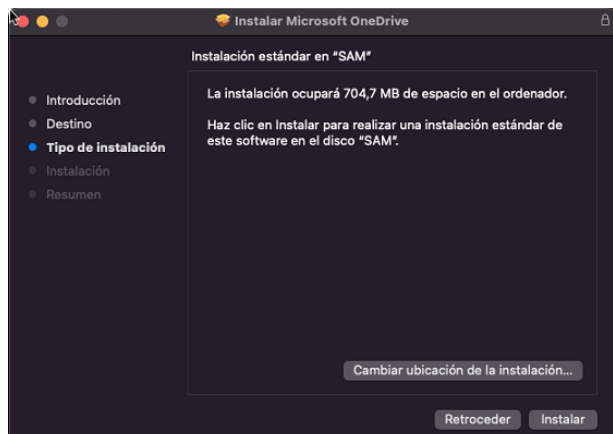 Instalar Microsoft OneDrive
Instalación estándar en “SAM”
Introducción
Destino
Tipo de instalación
Instalación
Resumen
La instalación ocupará 704,7 MB de espacio en el ordenador.
Haz clic en Instalar para realizar una instalación estándar de
este software en el disco “SAM”.
Cambiar ubicación de la instalación...
Retroceder
Instalar